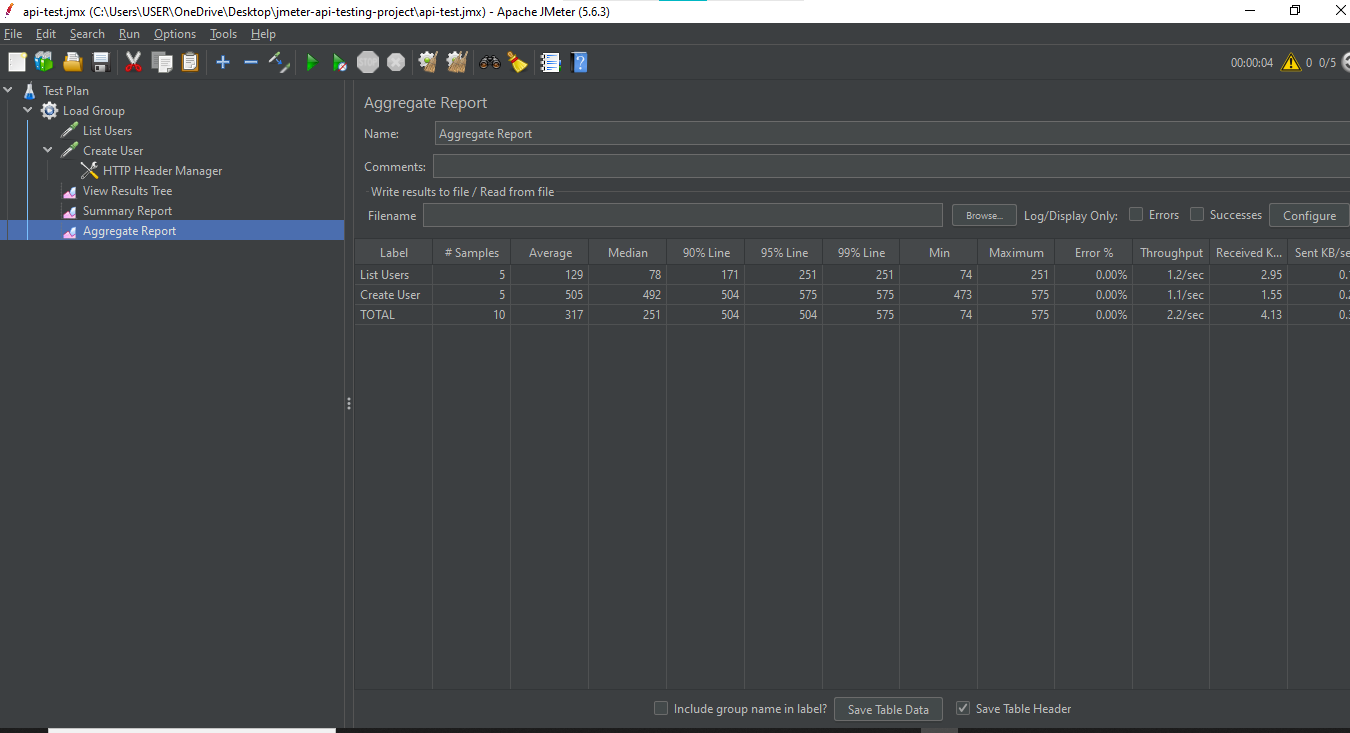 api-test.jmx (C:\Users\USER\OneDrive\Desktop\jmeter-api-testing-project\api-test.jmx) - Apache JMeter (5.6.3)
File Edit Search Run Options Tools Help
STOP 00:00:04 0 0/5
Test Plan
Load Group
List Users
Create User
HTTP Header Manager
View Results Tree
Summary Report
Aggregate Report
Aggregate Report
Name: Aggregate Report
Comments:
Write results to file / Read from file
Filename Browse... Log/Display Only: Errors Successes Configure
Label # Samples Average Median 90% Line 95% Line 99% Line Min Maximum Error % Throughput Received K... Sent KB/se
List Users 5 129 78 171 251 251 74 251 0.00% 1.2/sec 2.95 0.
Create User 5 505 492 504 575 575 473 575 0.00% 1.1/sec 1.55 0.
TOTAL 10 317 251 504 504 575 74 575 0.00% 2.2/sec 4.13 0.
Include group name in label? Save Table Data Save Table Header